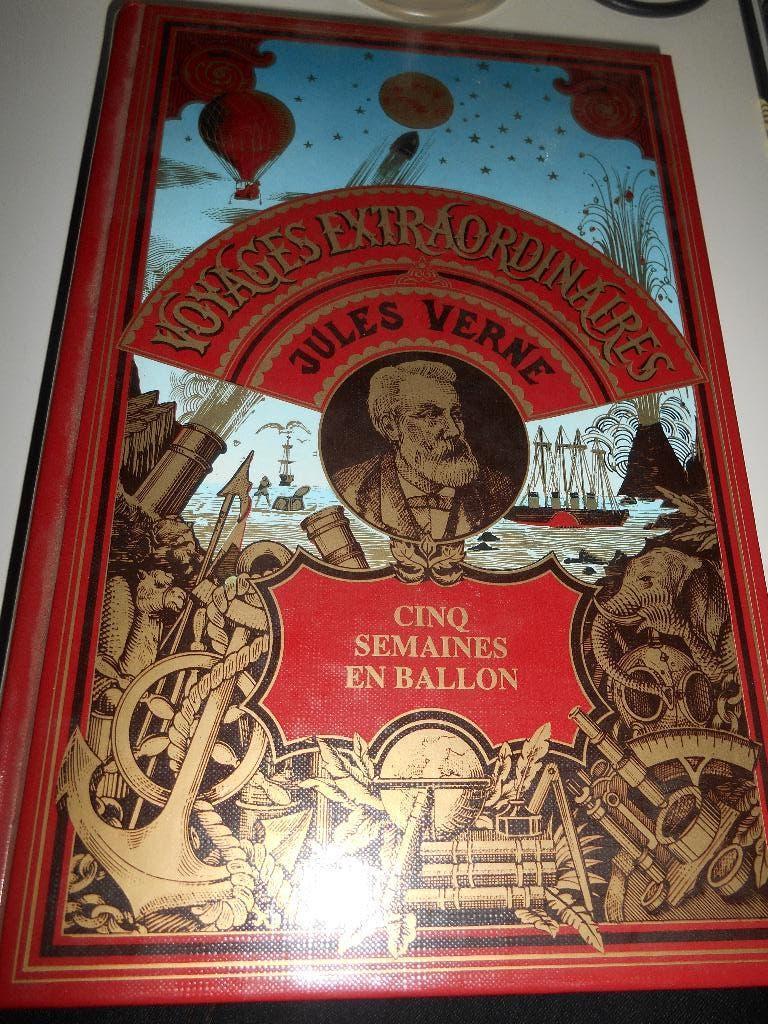 VOYAGES EXTRAORDINAIRES
JULES VERNE
CINQ
SEMAINES
EN BALLON